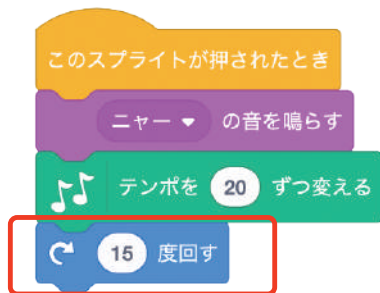 このスプライトが押されたとき
ニャー の音を鳴らす
テンポを 20 ずつ変える
15 度回す